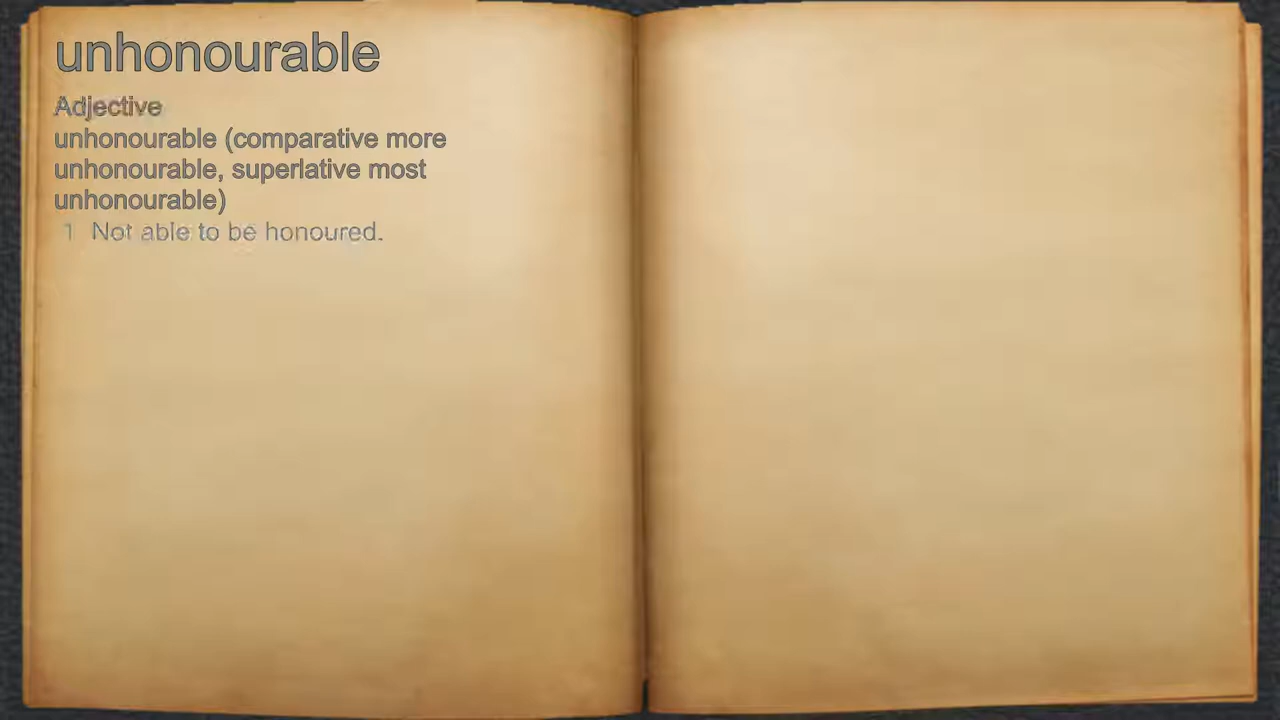 unhonourable
Adjective
unhonourable (comparative more
unhonourable, superlative most
unhonourable)
1 Not able to be honoured.